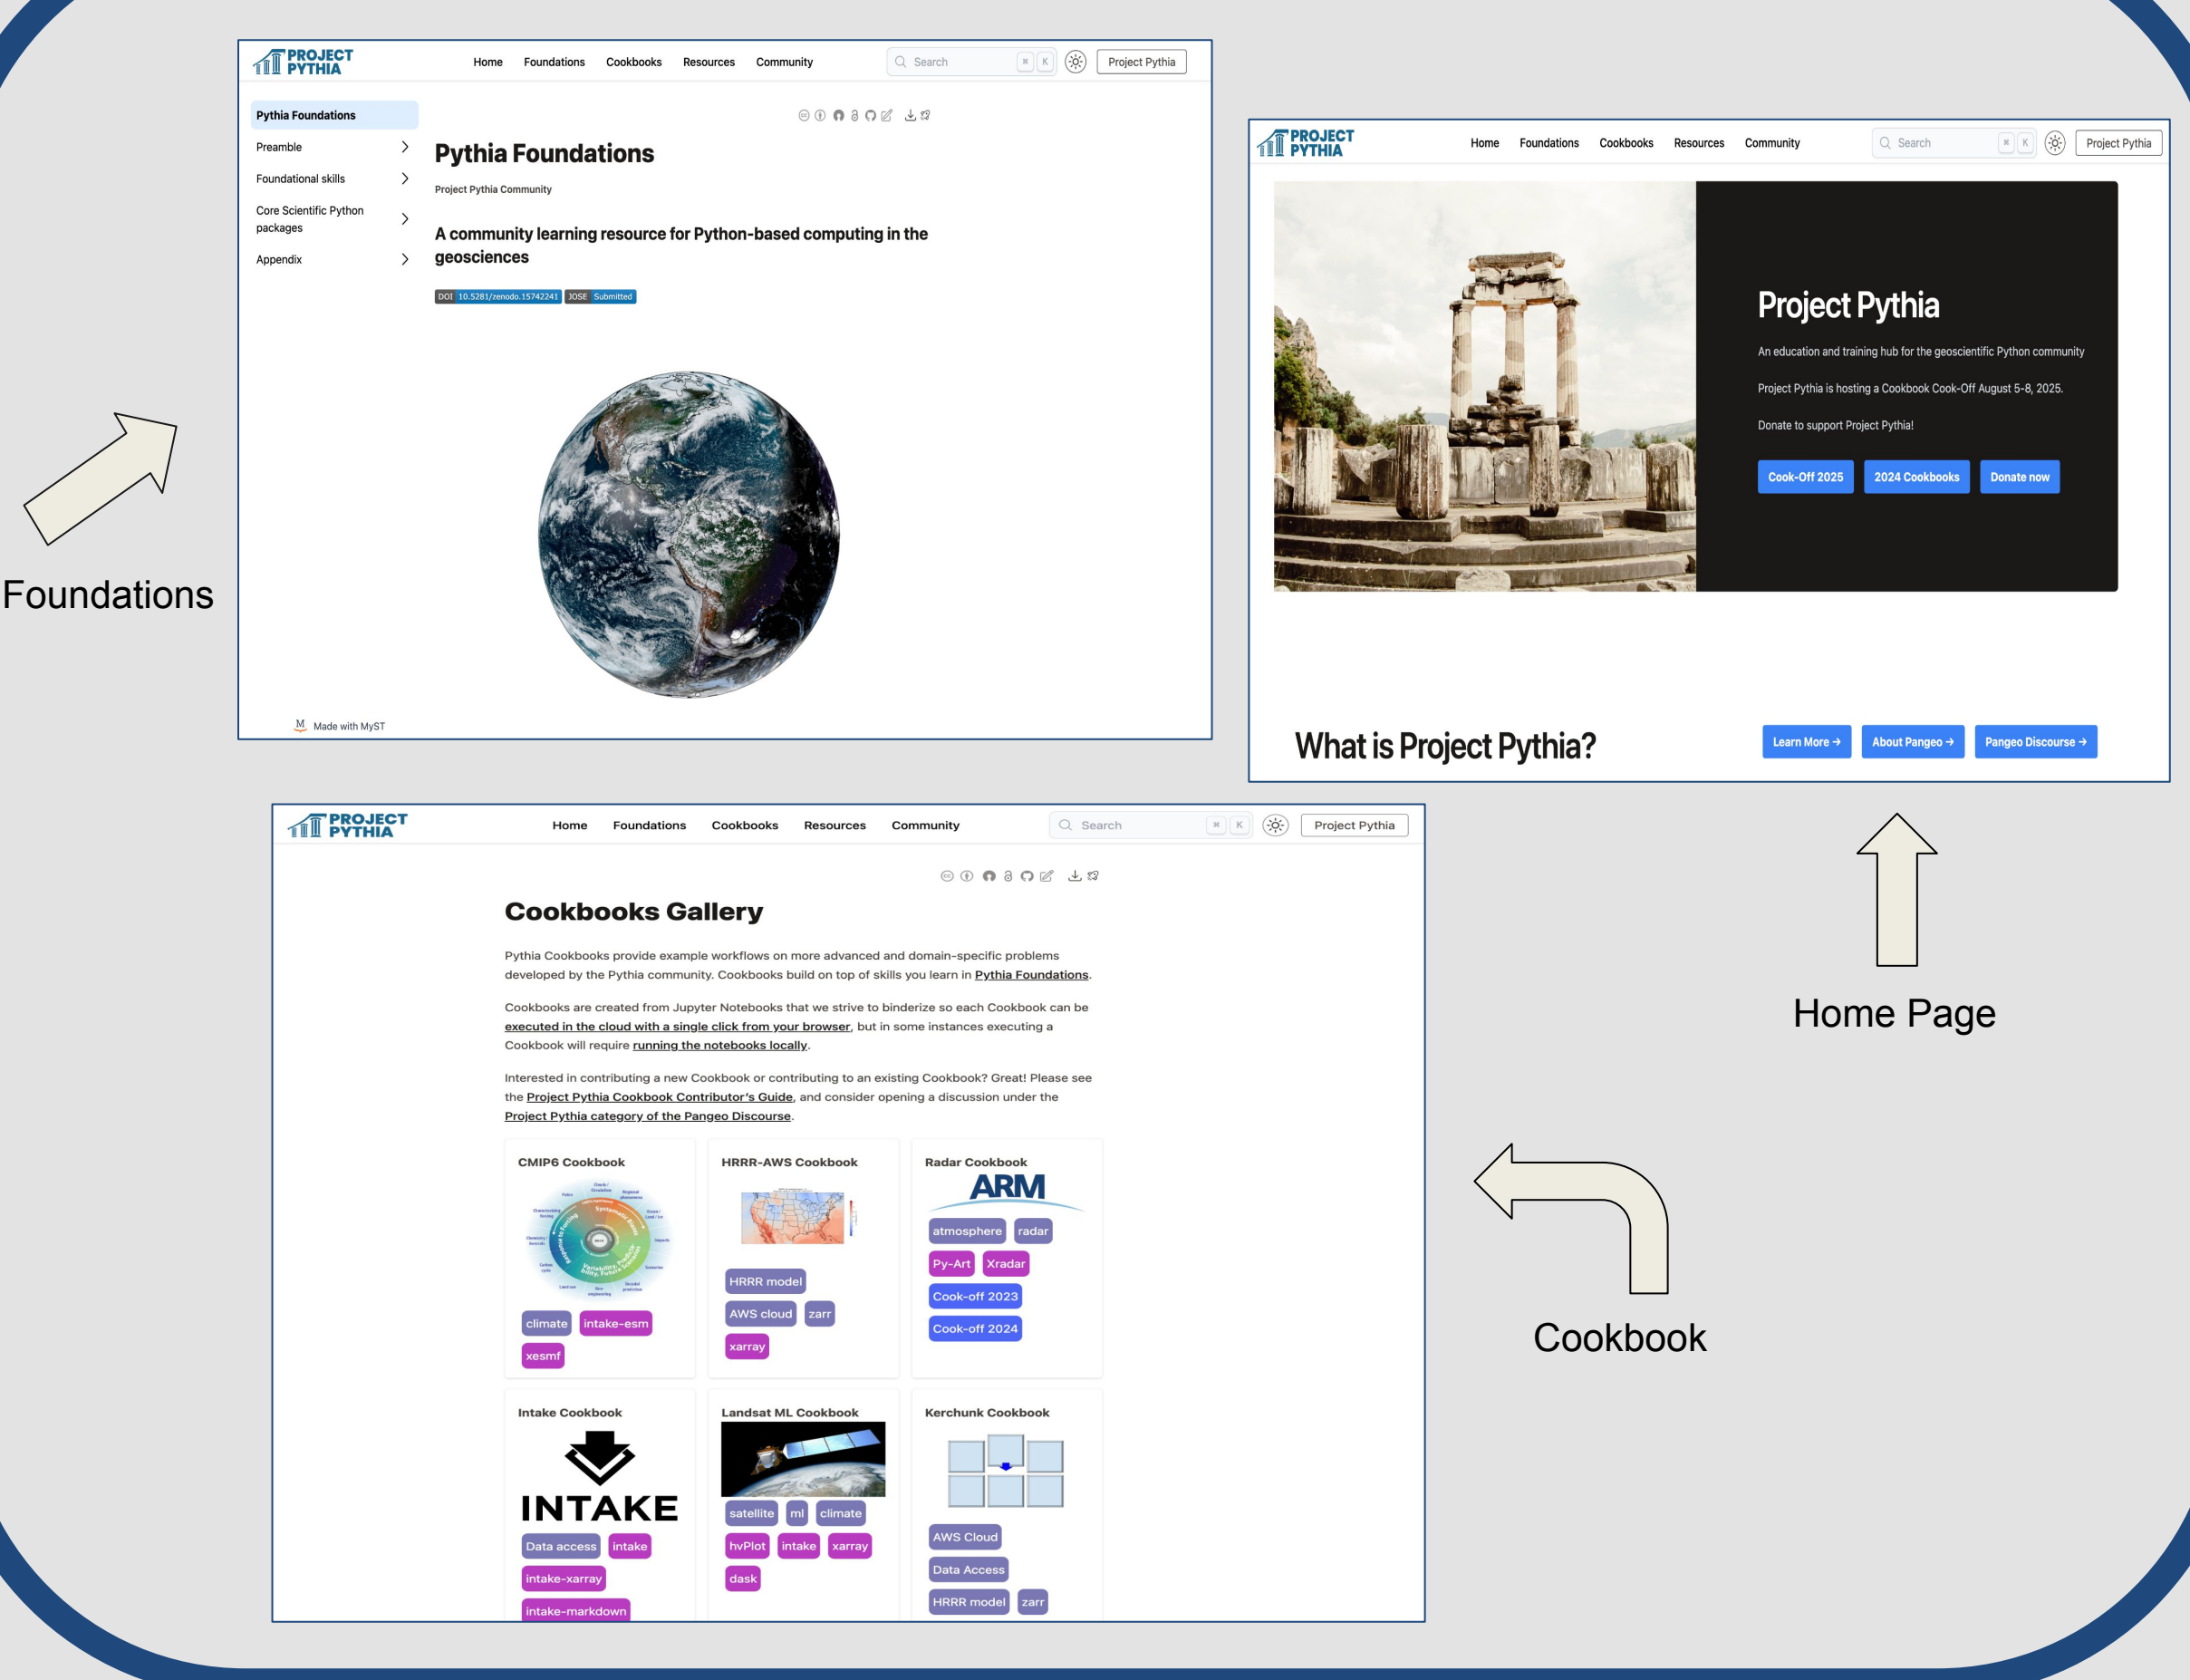 PROJECT
PYTHIA
Home Foundations Cookbooks Resources Community
Search ⌘ K
Project Pythia
Pythia Foundations
Preamble
Foundational skills
Core Scientific Python
packages
Appendix
Pythia Foundations
Project Pythia Community
A community learning resource for Python-based computing in the
geosciences
DOI 10.5281/zenodo.15742241 JOSE Submitted
Made with MyST
Foundations
PROJECT
PYTHIA
Home Foundations Cookbooks Resources Community
Search ⌘ K
Project Pythia
Project Pythia
An education and training hub for the geoscientific Python community
Project Pythia is hosting a Cookbook Cook-Off August 5-8, 2025.
Donate to support Project Pythia!
Cook-Off 2025 2024 Cookbooks Donate now
What is Project Pythia?
Learn More → About Pangeo → Pangeo Discourse →
Home Page
PROJECT
PYTHIA
Home Foundations Cookbooks Resources Community
Search ⌘ K
Project Pythia
Cookbooks Gallery
Pythia Cookbooks provide example workflows on more advanced and domain-specific problems
developed by the Pythia community. Cookbooks build on top of skills you learn in Pythia Foundations.
Cookbooks are created from Jupyter Notebooks that we strive to binderize so each Cookbook can be
executed in the cloud with a single click from your browser, but in some instances executing a
Cookbook will require running the notebooks locally.
Interested in contributing a new Cookbook or contributing to an existing Cookbook? Great! Please see
the Project Pythia Cookbook Contributor's Guide, and consider opening a discussion under the
Project Pythia category of the Pangeo Discourse.
CMIP6 Cookbook
climate intake-esm
xesmf
HRRR-AWS Cookbook
HRRR model
AWS cloud zarr
xarray
Radar Cookbook
ARM
atmosphere radar
Py-Art Xradar
Cook-off 2023
Cook-off 2024
Intake Cookbook
INTAKE
Data access intake
intake-xarray
intake-markdown
Landsat ML Cookbook
satellite ml climate
hvPlot intake xarray
dask
Kerchunk Cookbook
AWS Cloud
Data Access
HRRR model zarr
Cookbook